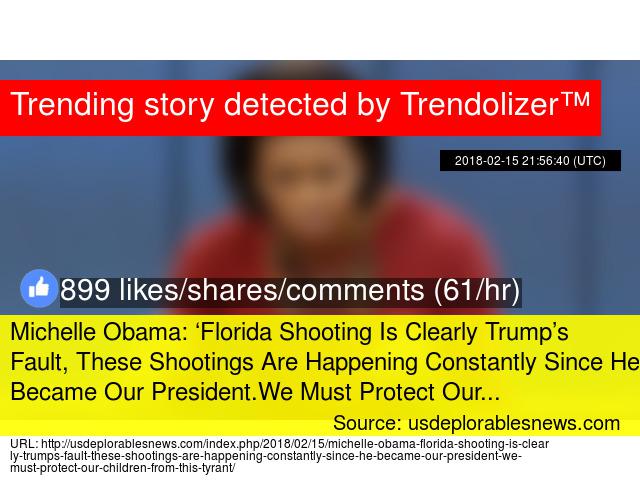 Trending story detected by Trendolizer™
2018-02-15 21:56:40 (UTC)
899 likes/shares/comments (61/hr)
Michelle Obama: ‘Florida Shooting Is Clearly Trump’s
Fault, These Shootings Are Happening Constantly Since He
Became Our President.We Must Protect Our...
Source: usdeplorablesnews.com
URL: http://usdeplorablesnews.com/index.php/2018/02/15/michelle-obama-florida-shooting-is-clear
ly-trumps-fault-these-shootings-are-happening-constantly-since-he-became-our-president-we-
must-protect-our-children-from-this-tyrant/